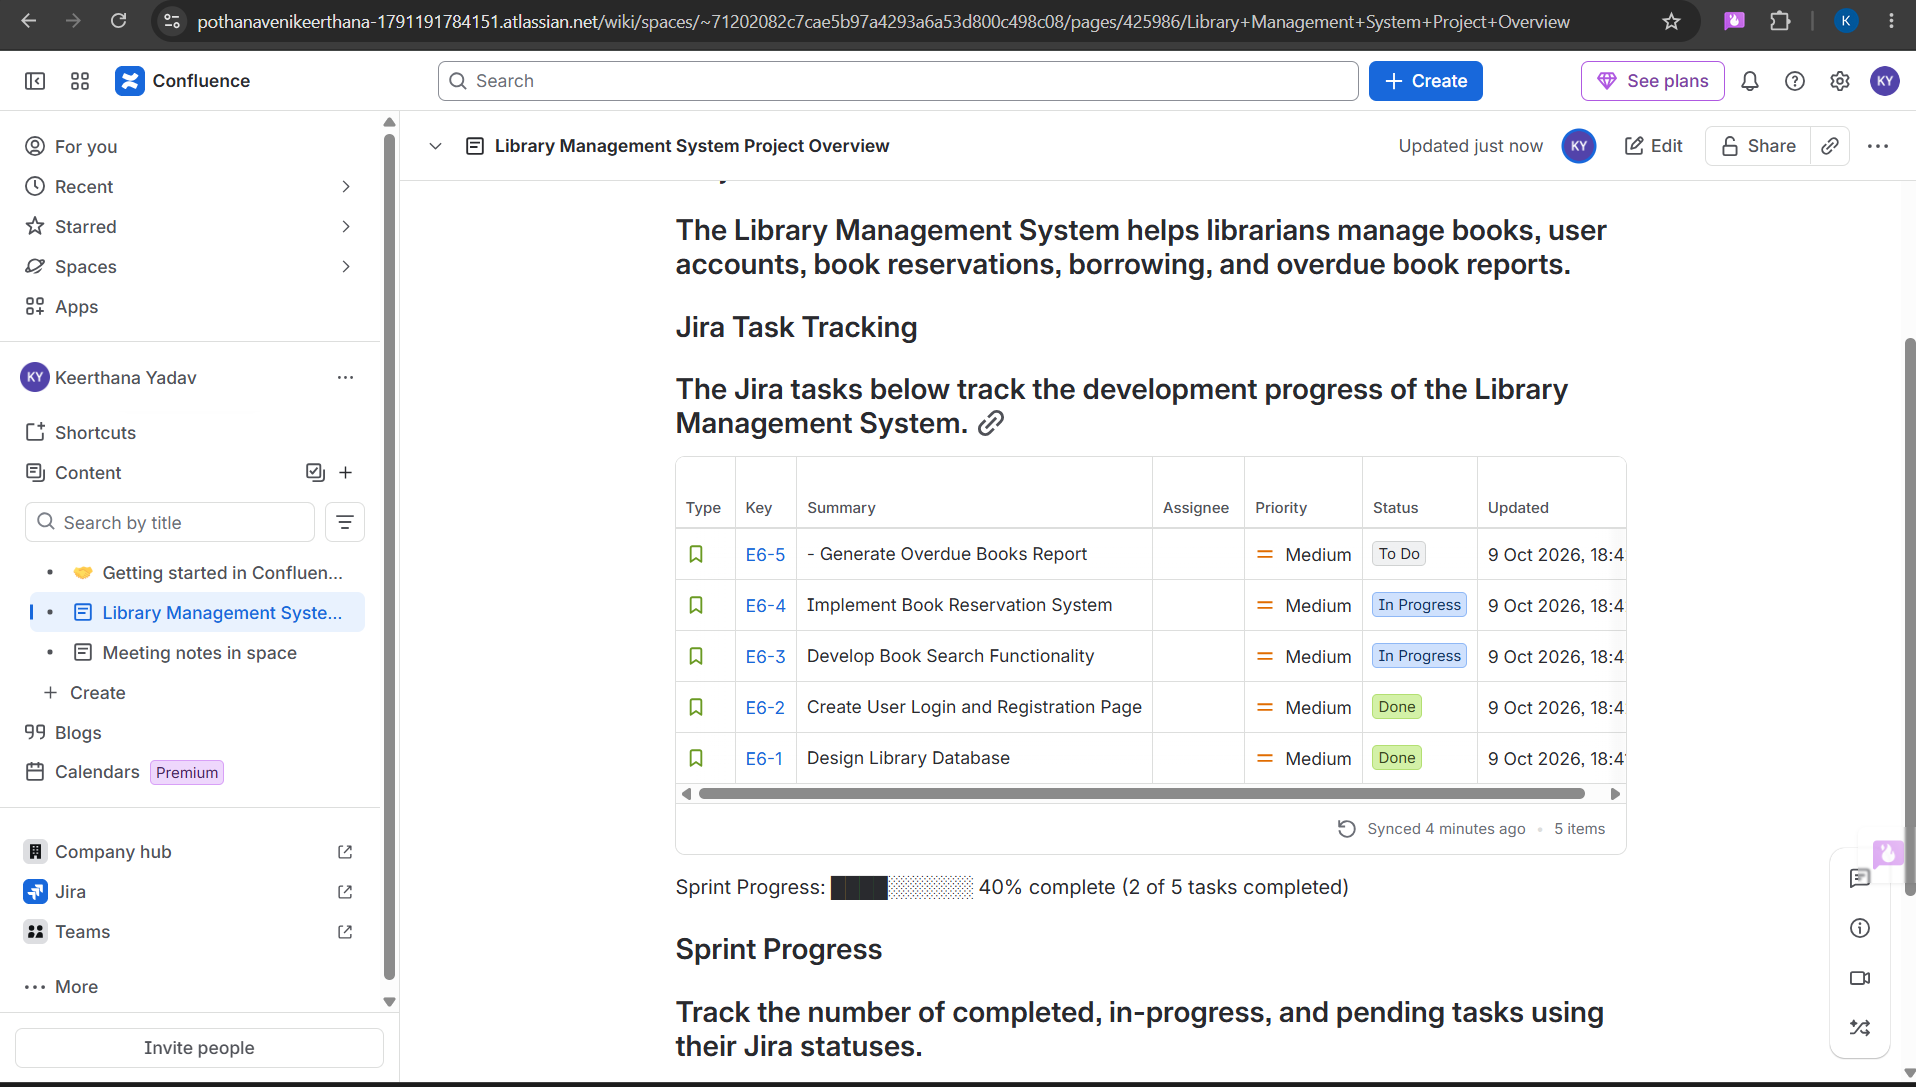 pothanavenikeerthana-1791191784151.atlassian.net/wiki/spaces/~71202082c7cae5b97a4293a6a53d800c498c08/pages/425986/Library+Management+System+Project+Overview
K
Confluence
Search
Create
See plans
KY
For you
Recent
Starred
Spaces
Apps
KY Keerthana Yadav
Shortcuts
Content
Search by title
Getting started in Confluen...
Library Management Syste...
Meeting notes in space
Create
Blogs
Calendars Premium
Company hub
Jira
Teams
More
Invite people
Library Management System Project Overview
Updated just now
KY
Edit
Share
The Library Management System helps librarians manage books, user
accounts, book reservations, borrowing, and overdue book reports.
Jira Task Tracking
The Jira tasks below track the development progress of the Library
Management System.
Type Key Summary Assignee Priority Status Updated
E6-5 - Generate Overdue Books Report Medium To Do 9 Oct 2026, 18:4
E6-4 Implement Book Reservation System Medium In Progress 9 Oct 2026, 18:4
E6-3 Develop Book Search Functionality Medium In Progress 9 Oct 2026, 18:4
E6-2 Create User Login and Registration Page Medium Done 9 Oct 2026, 18:4
E6-1 Design Library Database Medium Done 9 Oct 2026, 18:4
Synced 4 minutes ago • 5 items
Sprint Progress: ████░░░░░░ 40% complete (2 of 5 tasks completed)
Sprint Progress
Track the number of completed, in-progress, and pending tasks using
their Jira statuses.